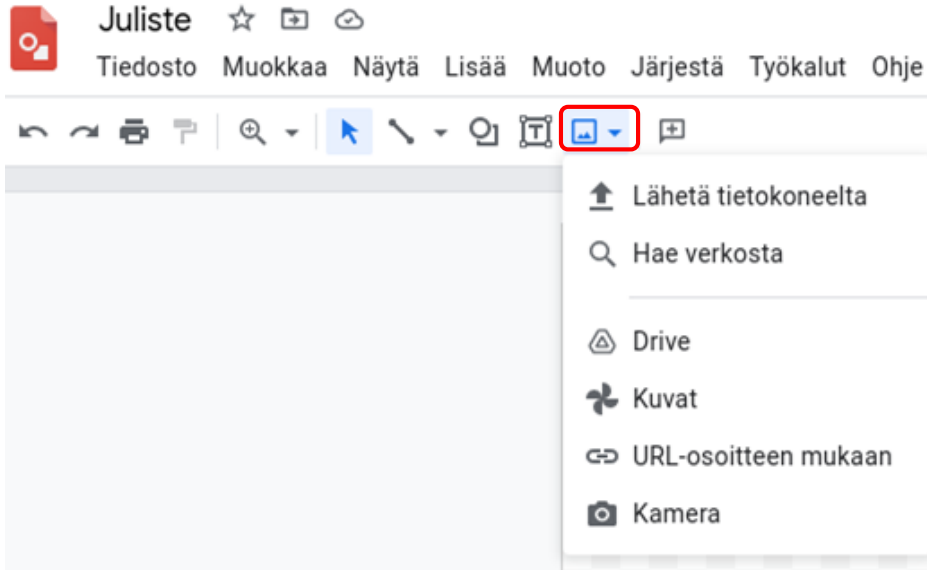 Juliste
Tiedosto Muokkaa Näytä Lisää Muoto Järjestä Työkalut Ohje
Lähetä tietokoneelta
Hae verkosta
Drive
Kuvat
URL-osoitteen mukaan
Kamera